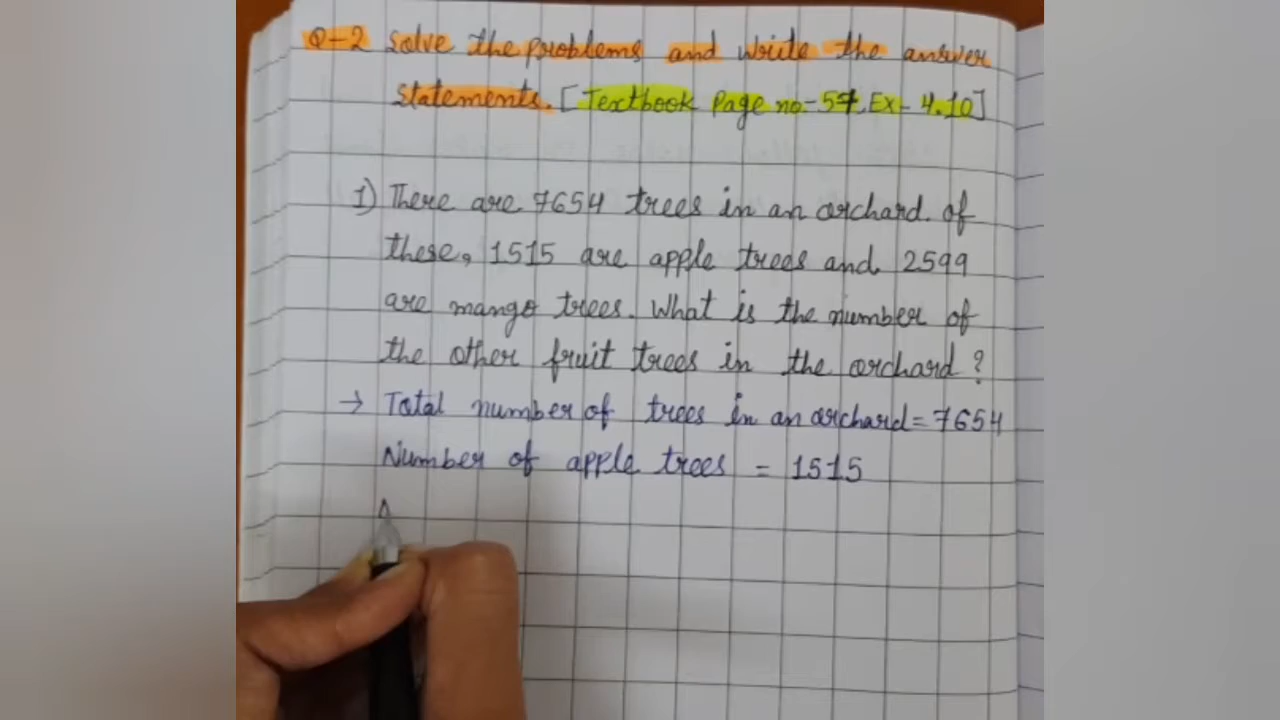 Q-2 Solve the problems and write the answer
statements. [Textbook Page no:-57, Ex- 4.10]
1) There are 7654 trees in an orchard. of
these, 1515 are apple trees and 2599
are mango trees. What is the number of
the other fruit trees in the orchard ?
→ Total number of trees in an orchard = 7654
Number of apple trees = 1515